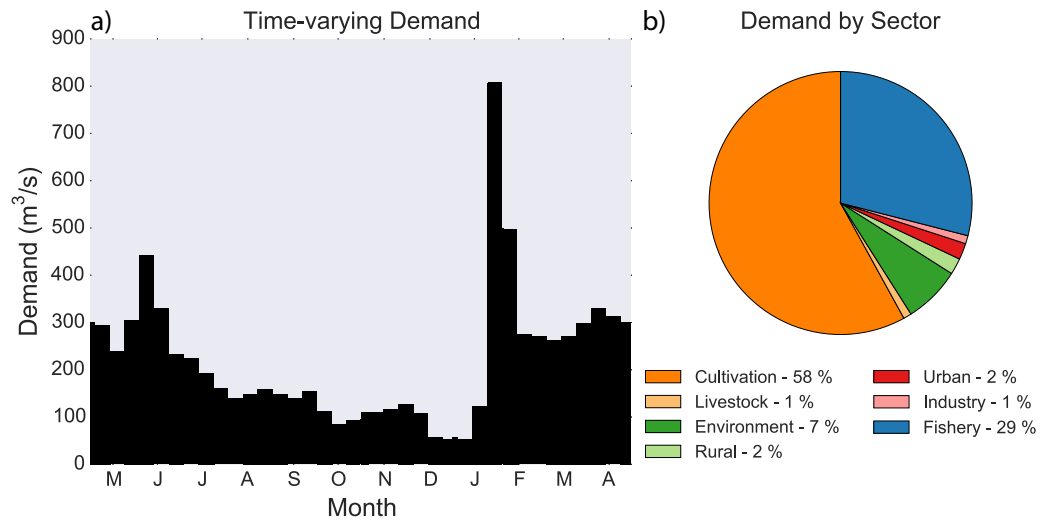 a) Time-varying Demand
900
800
700
600
500
400
300
200
100
0
Demand (m³/s)
M J J A S O N D J F M A
Month
b) Demand by Sector
Cultivation - 58 %
Livestock - 1 %
Environment - 7 %
Rural - 2 %
Urban - 2 %
Industry - 1 %
Fishery - 29 %